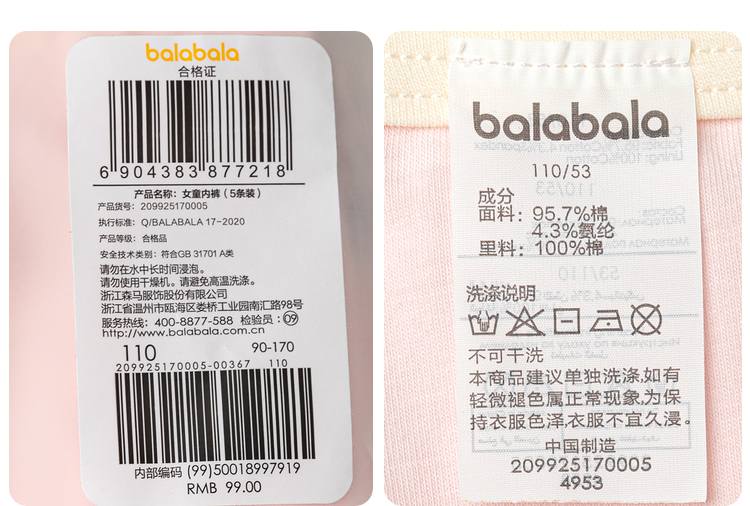 balabala
合格证
6 904383 877218
产品名称：女童内裤（5条装）
产品货号：209925170005
执行标准：Q/BALABALA 17-2020
产品等级：合格品
安全技术类别：符合GB 31701 A类
请勿在水中长时间浸泡。
请勿使用干燥机。请避免高温洗涤。
浙江森马服饰股份有限公司
浙江省温州市瓯海区娄桥工业园南汇路98号
服务热线：400-8877-588 检验员：09
http://www.balabala.com.cn
110 90-170
209925170005-00367 110
内部编码 (99)50018997919
RMB 99.00
balabala
110/53
成分
面料：95.7%棉
4.3%氨纶
里料：100%棉
洗涤说明
不可干洗
本商品建议单独洗涤,如有
轻微褪色属正常现象,为保
持衣服色泽,衣服不宜久浸。
中国制造
209925170005
4953